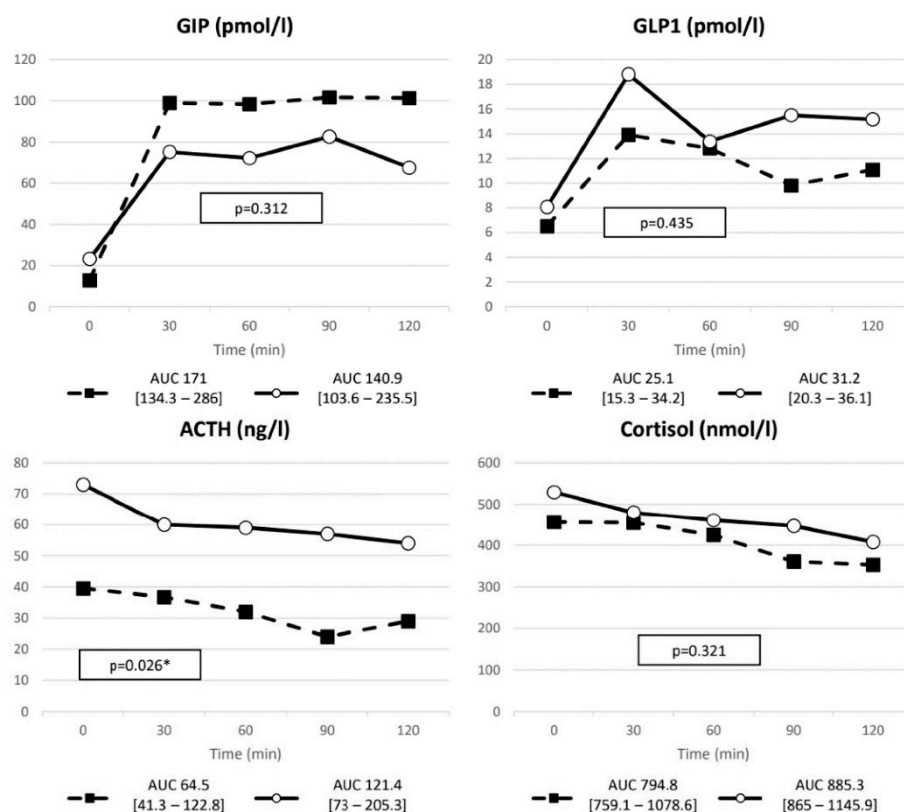 GIP (pmol/l)
120
100
80
60
40
20
0
p=0.312
0 30 60 90 120
Time (min)
AUC 171
[134.3 – 286]
AUC 140.9
[103.6 – 235.5]
GLP1 (pmol/l)
20
18
16
14
12
10
8
6
4
2
0
p=0.435
0 30 60 90 120
Time (min)
AUC 25.1
[15.3 – 34.2]
AUC 31.2
[20.3 – 36.1]
ACTH (ng/l)
80
70
60
50
40
30
20
10
0
p=0.026*
0 30 60 90 120
Time (min)
AUC 64.5
[41.3 – 122.8]
AUC 121.4
[73 – 205.3]
Cortisol (nmol/l)
600
500
400
300
200
100
0
p=0.321
0 30 60 90 120
Time (min)
AUC 794.8
[759.1 – 1078.6]
AUC 885.3
[865 – 1145.9]